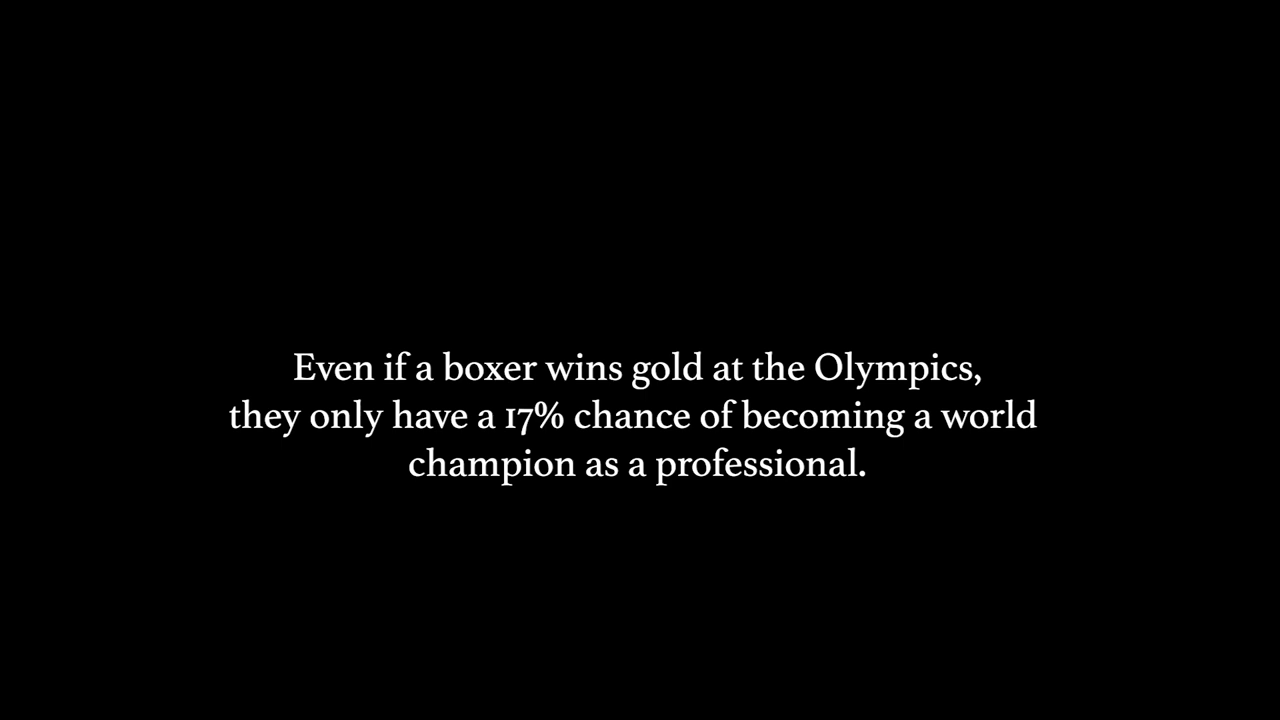 Even if a boxer wins gold at the Olympics,
they only have a 17% chance of becoming a world
champion as a professional.